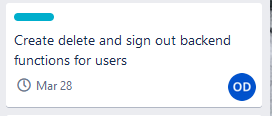 Create delete and sign out backend
functions for users
Mar 28
OD